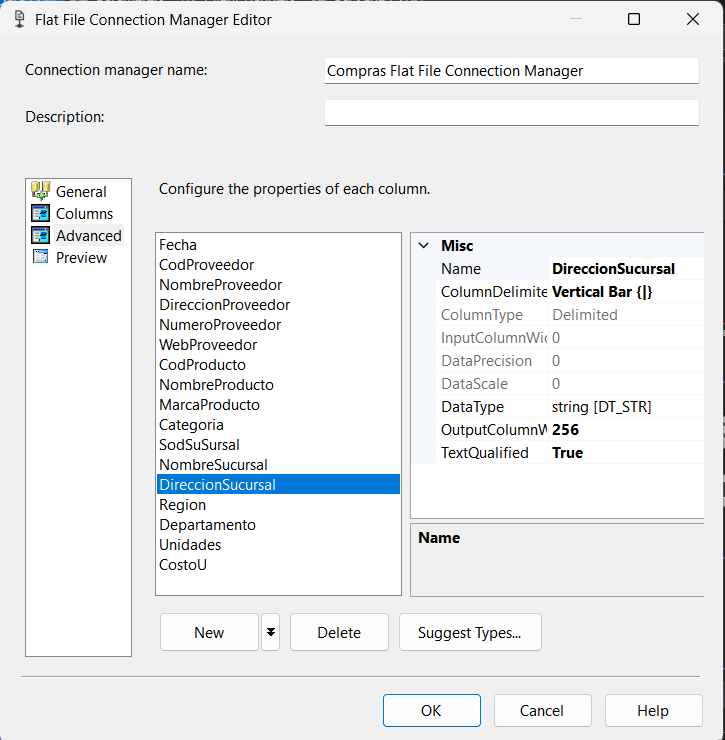 Flat File Connection Manager Editor
Connection manager name: Compras Flat File Connection Manager
Description:
General
Columns
Advanced
Preview
Configure the properties of each column.
Fecha
CodProveedor
NombreProveedor
DireccionProveedor
NumeroProveedor
WebProveedor
CodProducto
NombreProducto
MarcaProducto
Categoria
SodSuSursal
NombreSucursal
DireccionSucursal
Region
Departamento
Unidades
CostoU
Misc
Name DireccionSucursal
ColumnDelimite Vertical Bar {|}
ColumnType Delimited
InputColumnWic 0
DataPrecision 0
DataScale 0
DataType string [DT_STR]
OutputColumnW 256
TextQualified True
Name
New
Delete
Suggest Types...
OK
Cancel
Help